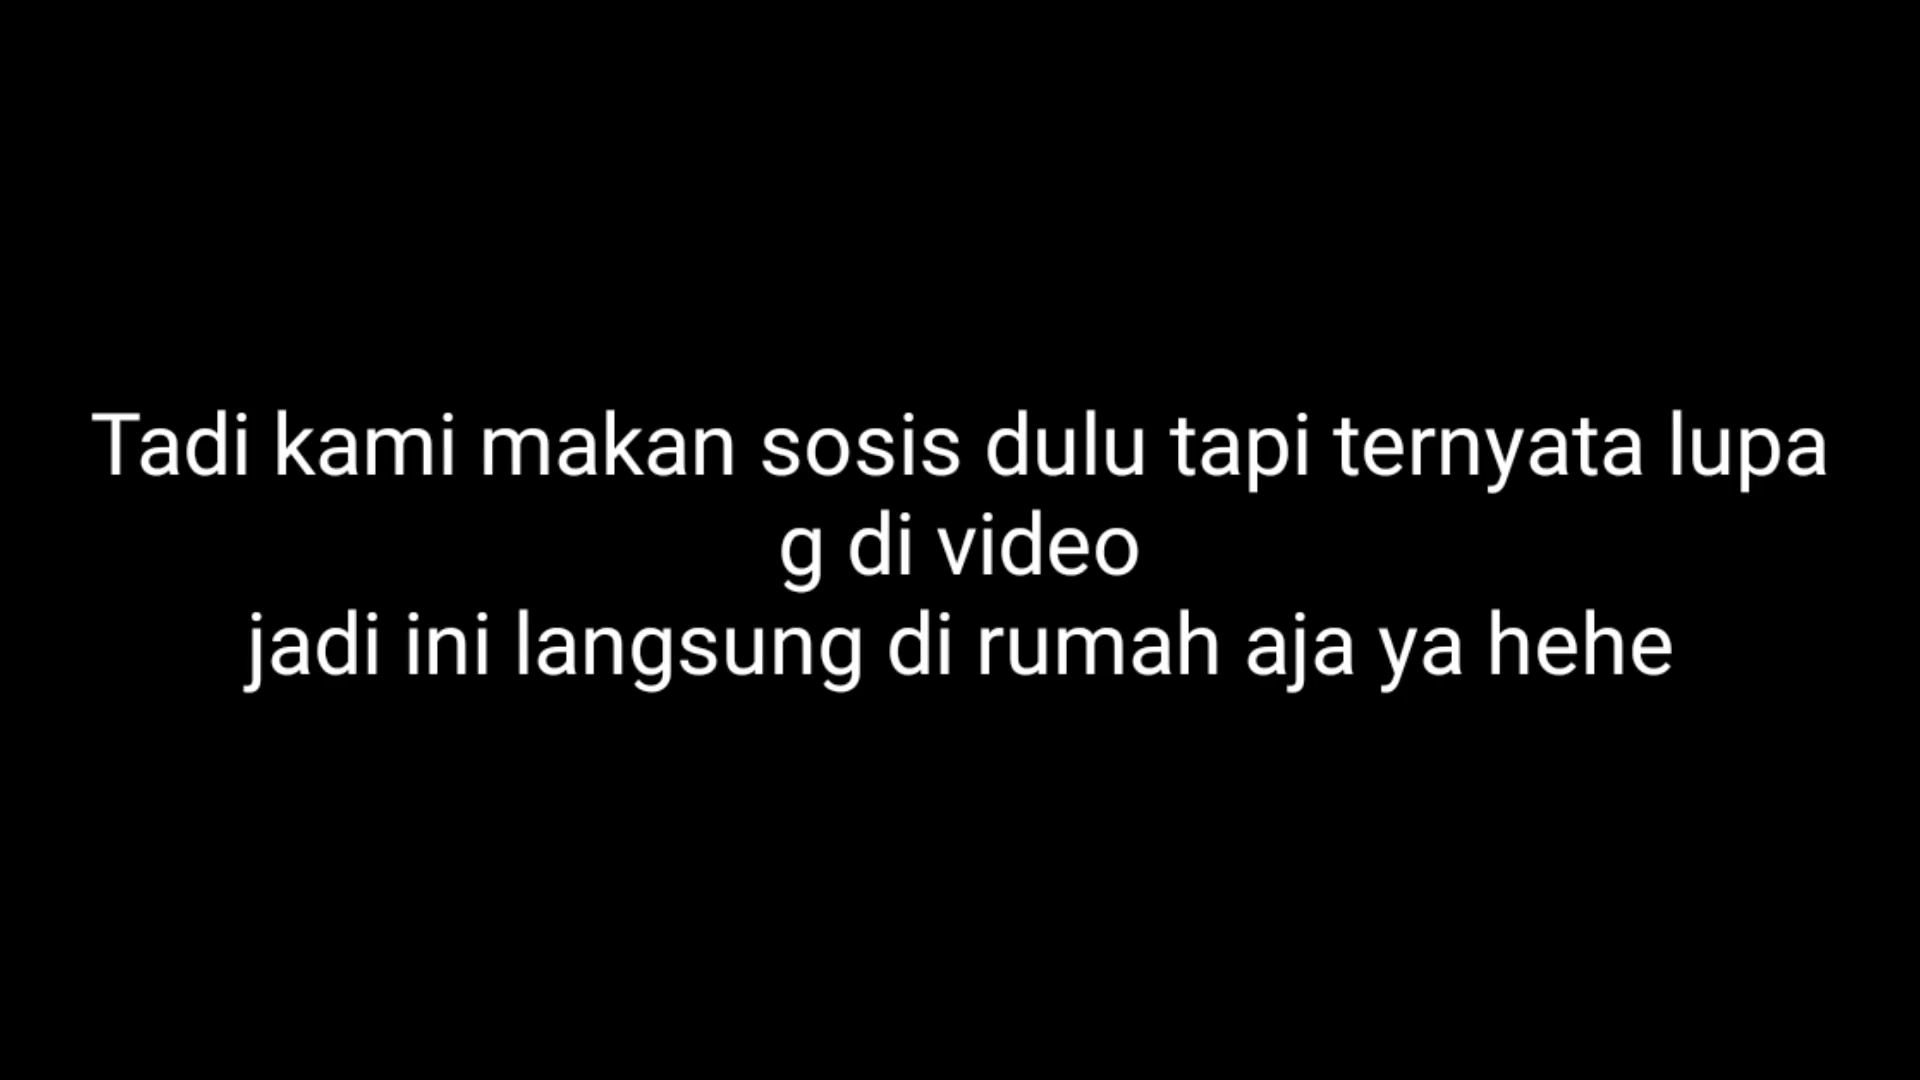 Tadi kami makan sosis dulu tapi ternyata lupa
g di video
jadi ini langsung di rumah aja ya hehe